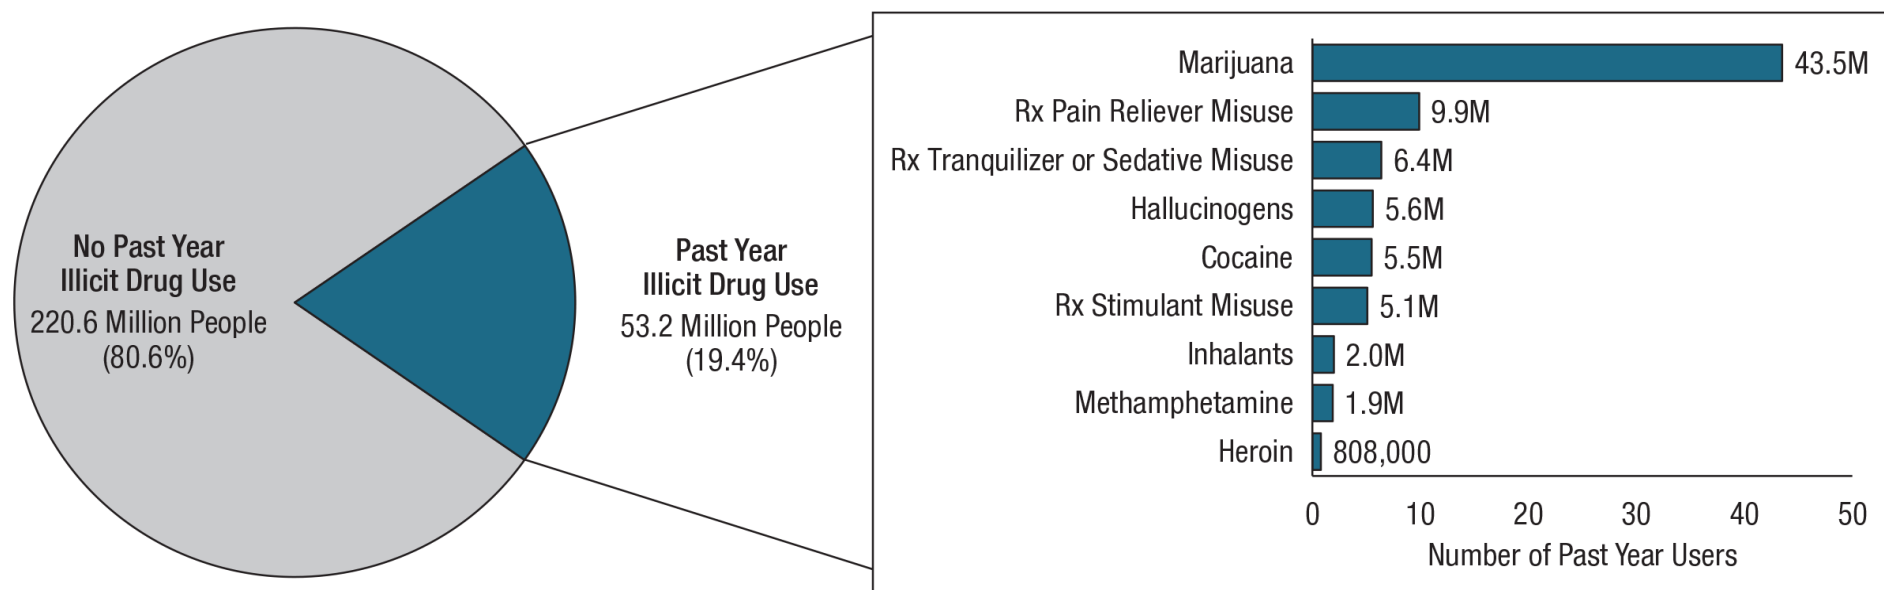 No Past Year
Illicit Drug Use
220.6 Million People
(80.6%)
Past Year
Illicit Drug Use
53.2 Million People
(19.4%)
Marijuana 43.5M
Rx Pain Reliever Misuse 9.9M
Rx Tranquilizer or Sedative Misuse 6.4M
Hallucinogens 5.6M
Cocaine 5.5M
Rx Stimulant Misuse 5.1M
Inhalants 2.0M
Methamphetamine 1.9M
Heroin 808,000
0 10 20 30 40 50
Number of Past Year Users